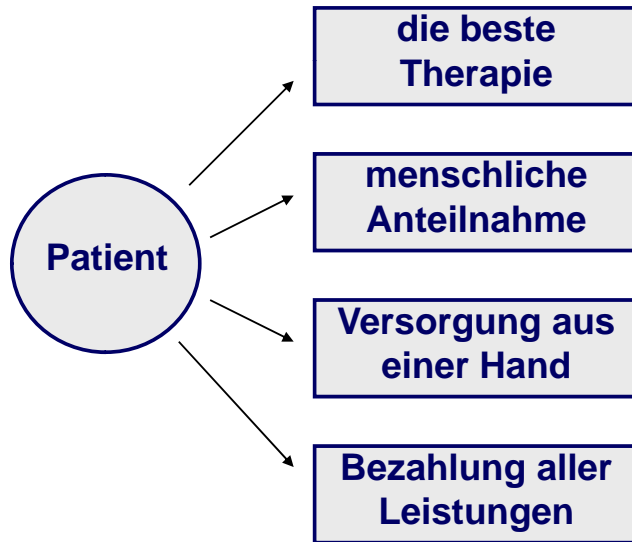 die beste
Therapie
menschliche
Anteilnahme
Patient
Versorgung aus
einer Hand
Bezahlung aller
Leistungen